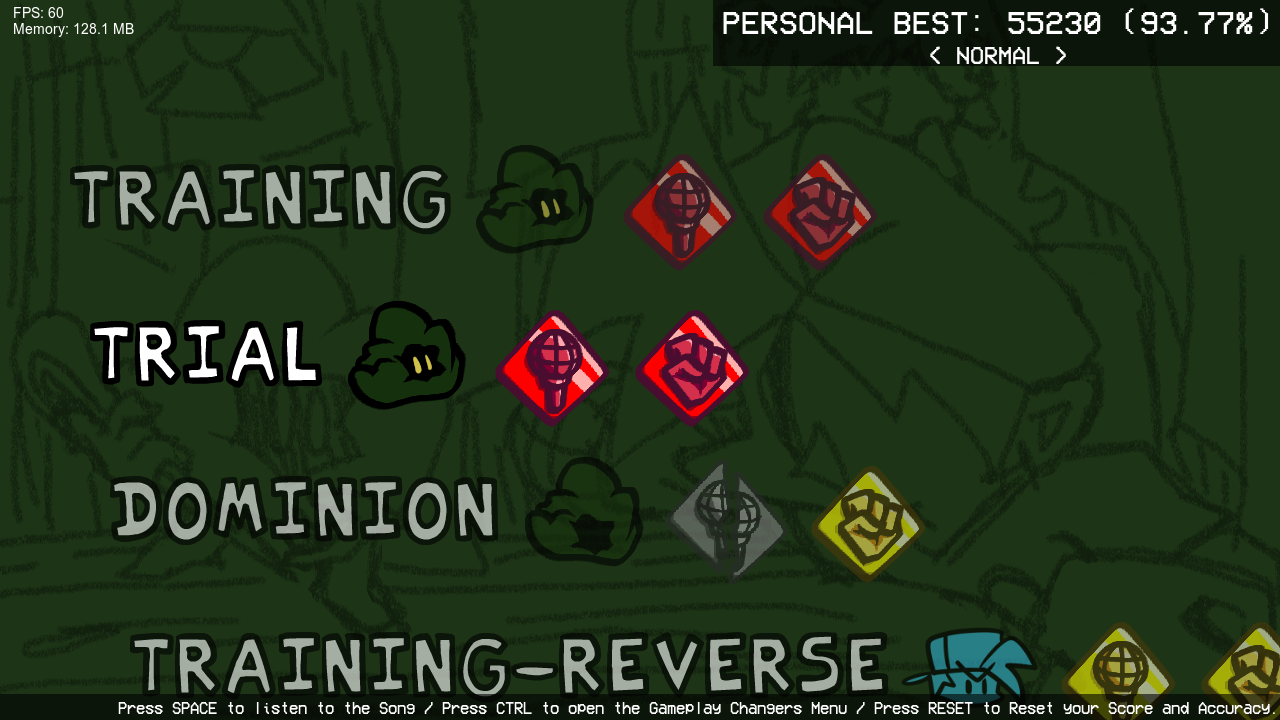 FPS: 60
Memory: 128.1 MB
PERSONAL BEST: 55230 (93.77%)
< NORMAL >
TRAINING
TRIAL
DOMINION
TRAINING-REVERSE
Press SPACE to listen to the Song / Press CTRL to open the Gameplay Changers Menu / Press RESET to Reset your Score and Accuracy.